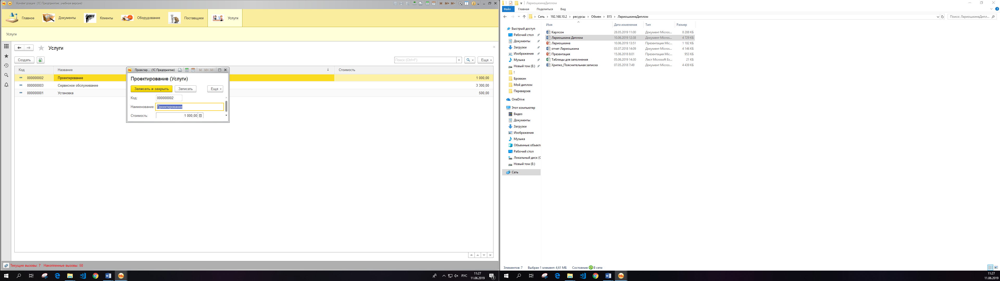 Конфигурация (1С:Предприятие, учебная версия)
M M+ M-
Главное
Документы
Клиенты
Оборудование
Поставщики
Услуги
Услуги
Услуги
Создать
Поиск (Ctrl+F)
Еще
Код
Название
Стоимость
000000002
Проектирование
1 000,00
000000003
Сервисное обслуживание
3 300,00
000000001
Установка
500,00
Проектир... (1С:Предприятие)
M M+ M-
Проектирование (Услуги)
Записать и закрыть
Записать
Еще
Код:
000000002
Наименование:
Проектирование
Стоимость:
1 000,00
Текущие вызовы: 7 Накопленные вызовы: 50
РУС
11:27
11.06.2019
ЛариошкинаДиплом
Файл
Главная
Поделиться
Вид
Сеть
192.168.10.2
ресурсы
Обмен
815
ЛариошкинаДиплом
Поиск: ЛариошкинаДипл...
Быстрый доступ
Рабочий стол
Документы
Загрузки
Изображения
Музыка
Новый том (E:)
!
Бровкин
Мой диплом
Переверзев
OneDrive
Этот компьютер
Видео
Документы
Загрузки
Изображения
Музыка
Объемные объекты
Рабочий стол
Локальный диск (C
Новый том (E:)
Сеть
Имя
Дата изменения
Тип
Размер
Карлсон 28.05.2019 11:00 Документ Micros... 8 288 КБ
Лариошкина Диплом 10.06.2019 12:38 Документ Micros... 4 729 КБ
Лариошкина 10.06.2019 13:51 Презентация Mic... 1 182 КБ
отчет Лариошкина 03.07.2018 14:09 Документ Micros... 4 146 КБ
Презентация 15.06.2018 8:01 Презентация Mic... 953 КБ
Таблицы для заполнения 05.06.2019 14:30 Лист Microsoft Ex... 21 КБ
Хрипко_Пояснительная записка 07.05.2018 7:49 Документ Micros... 4 439 КБ
Элементов: 7 Выбран 1 элемент: 4,61 МБ Состояние: В сети
11:27
11.06.2019